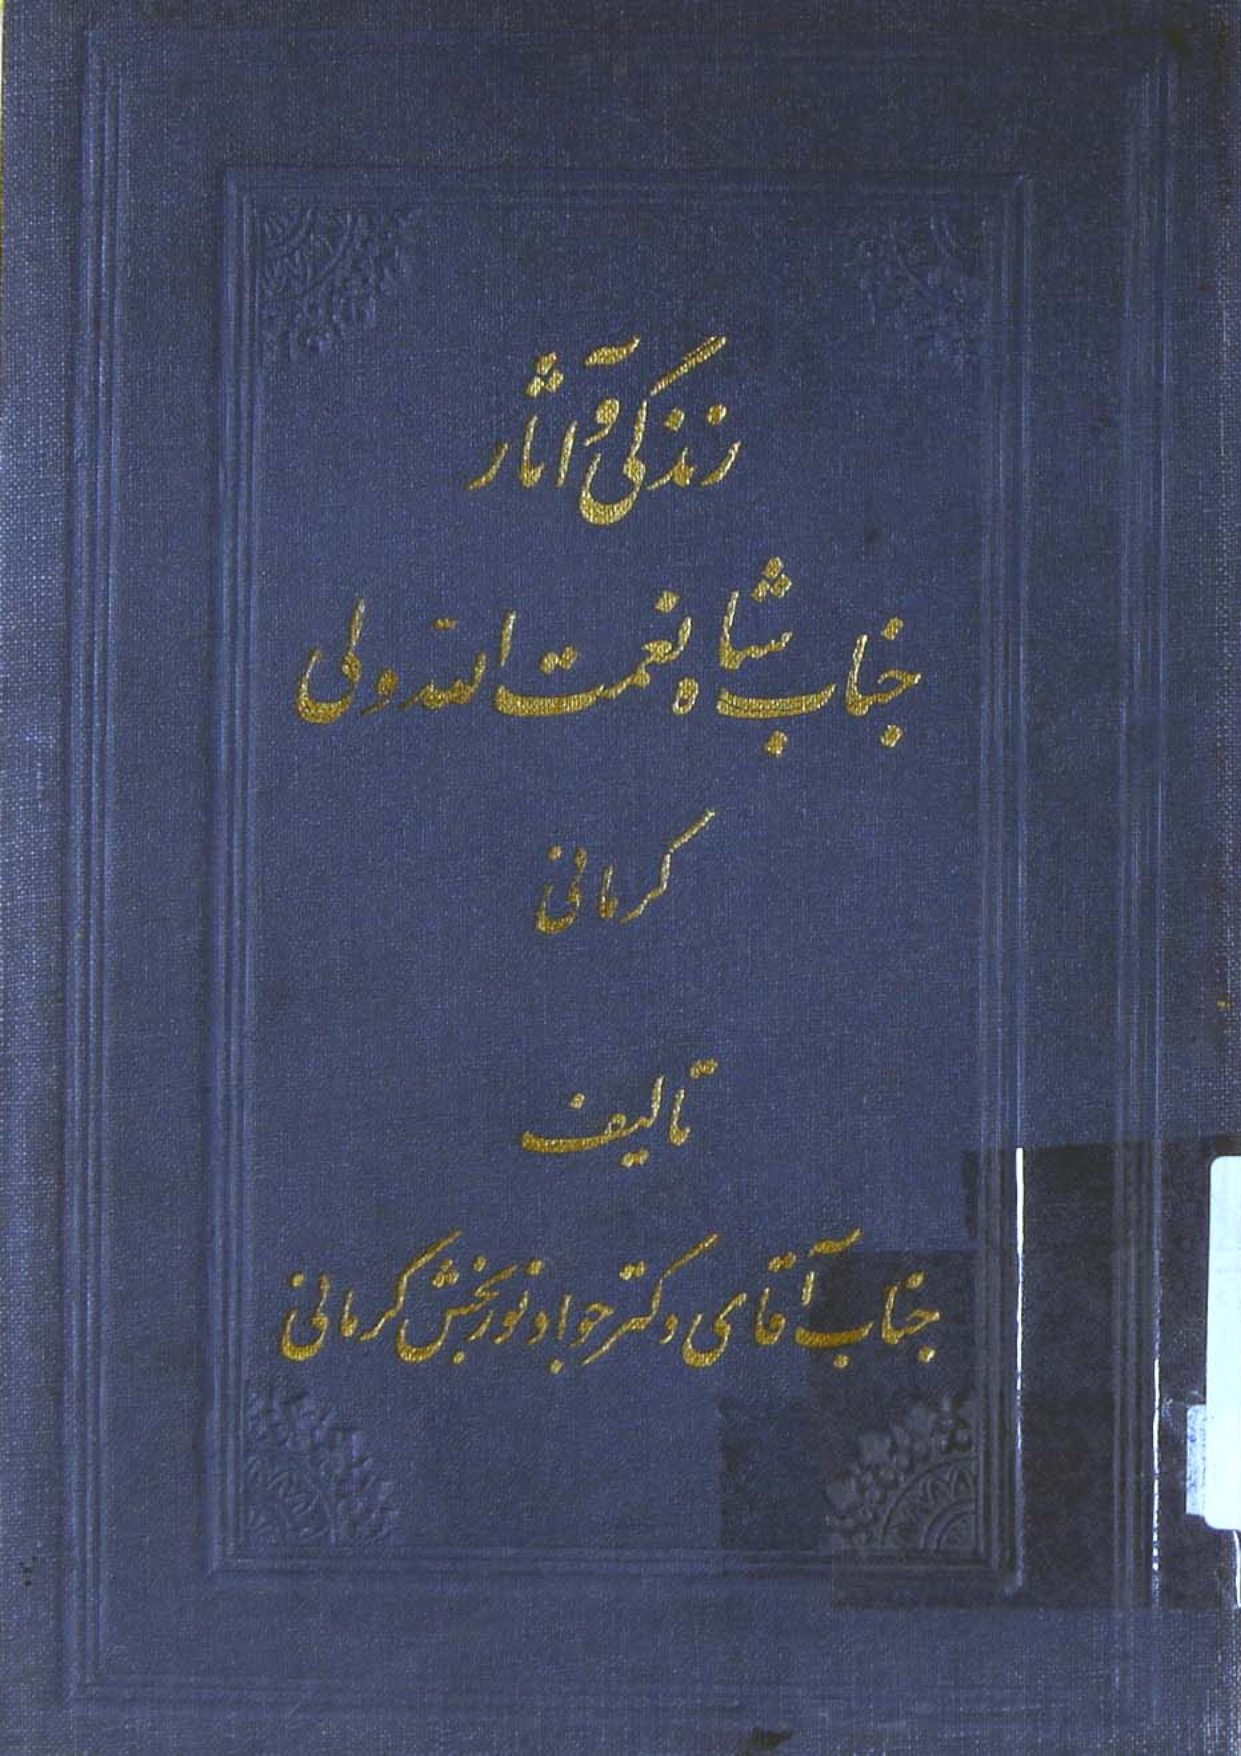 زندگی و آثار
جناب شاه نعمت الله ولی
کرمانی
تالیف
جناب آقای دکتر جواد نوربخش کرمانی